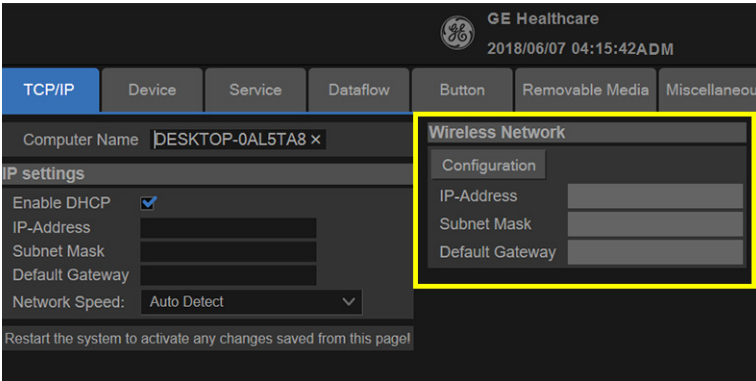 GE Healthcare
2018/06/07 04:15:42ADM
TCP/IP Device Service Dataflow Button Removable Media Miscellaneou
Computer Name DESKTOP-0AL5TA8 ×
IP settings
Enable DHCP
IP-Address
Subnet Mask
Default Gateway
Network Speed: Auto Detect
Restart the system to activate any changes saved from this page!
Wireless Network
Configuration
IP-Address
Subnet Mask
Default Gateway